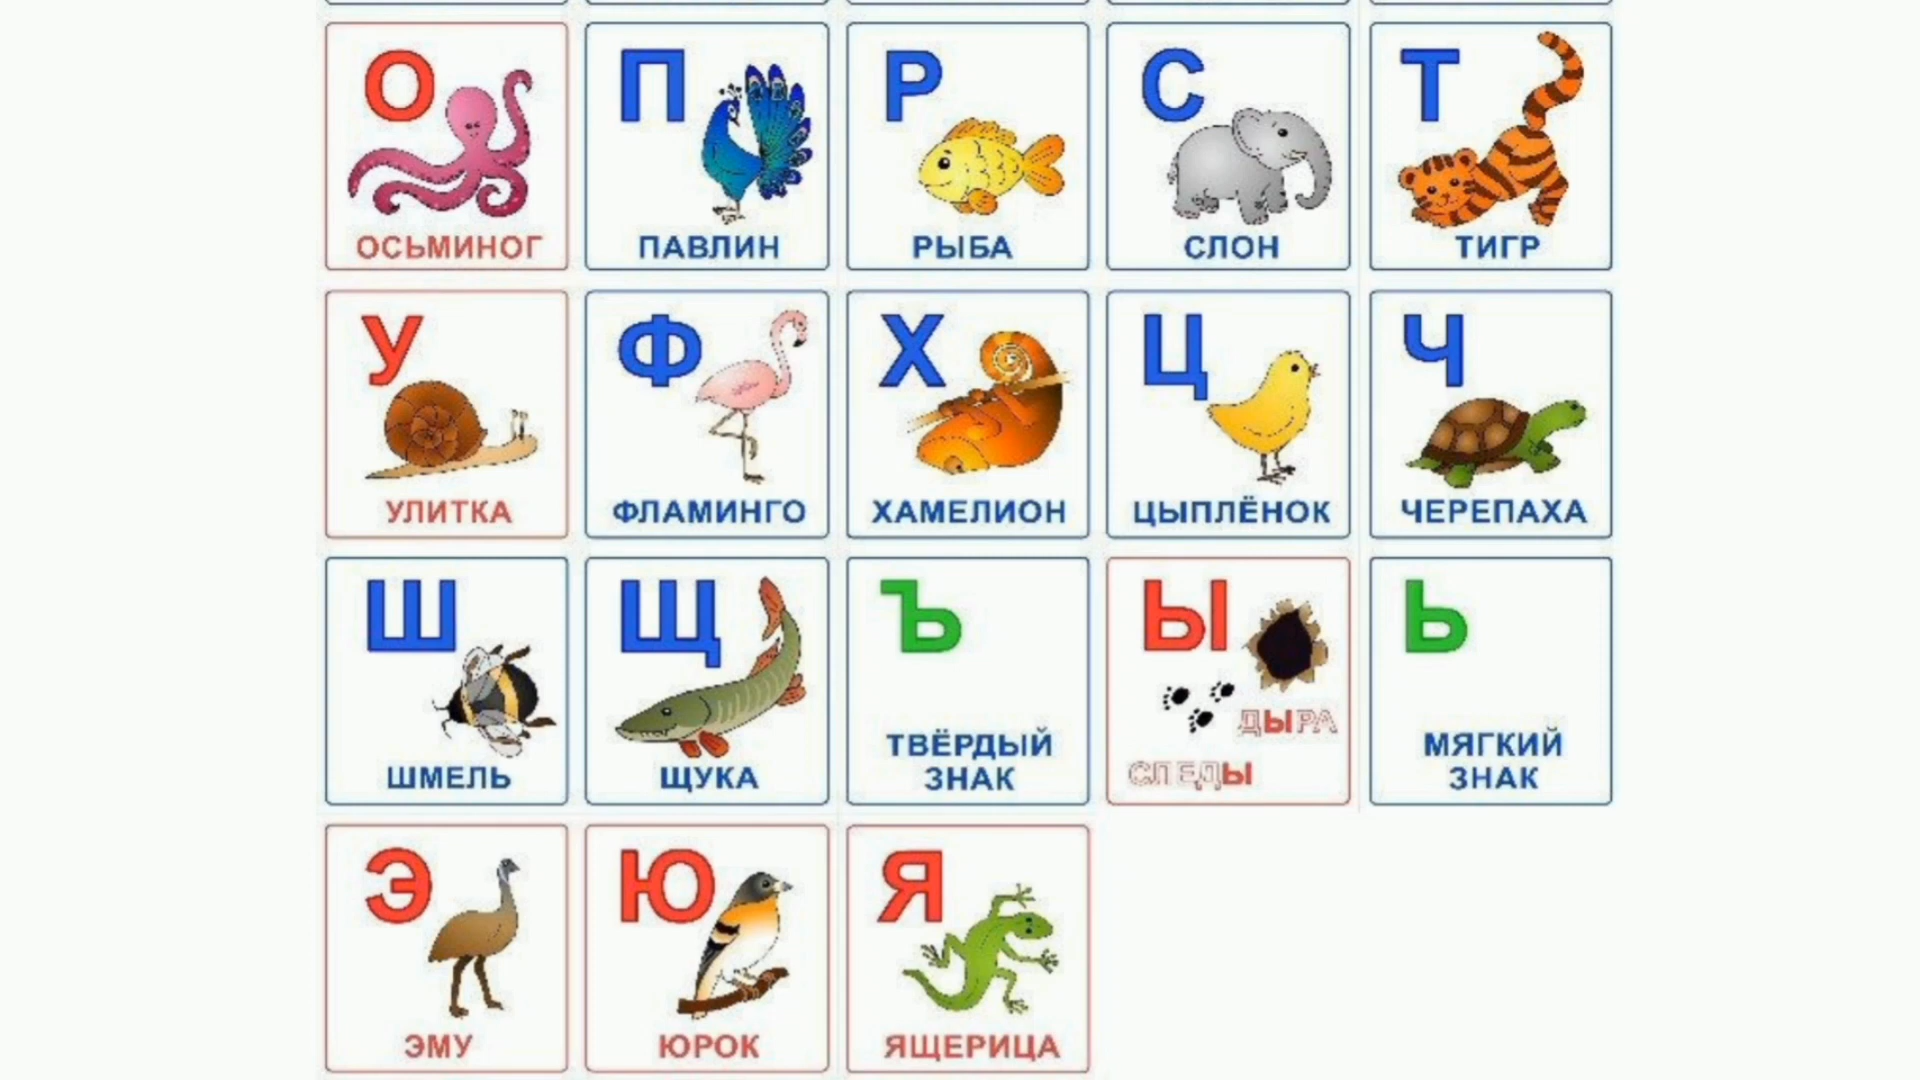 О
ОСЬМИНОГ
П
ПАВЛИН
Р
РЫБА
С
СЛОН
Т
ТИГР
У
УЛИТКА
Ф
ФЛАМИНГО
Х
ХАМЕЛИОН
Ц
ЦЫПЛЁНОК
Ч
ЧЕРЕПАХА
Ш
ШМЕЛЬ
Щ
ЩУКА
Ъ
ТВЁРДЫЙ
ЗНАК
Ы
ДЫРА
СЛЕДЫ
Ь
МЯГКИЙ
ЗНАК
Э
ЭМУ
Ю
ЮРОК
Я
ЯЩЕРИЦА